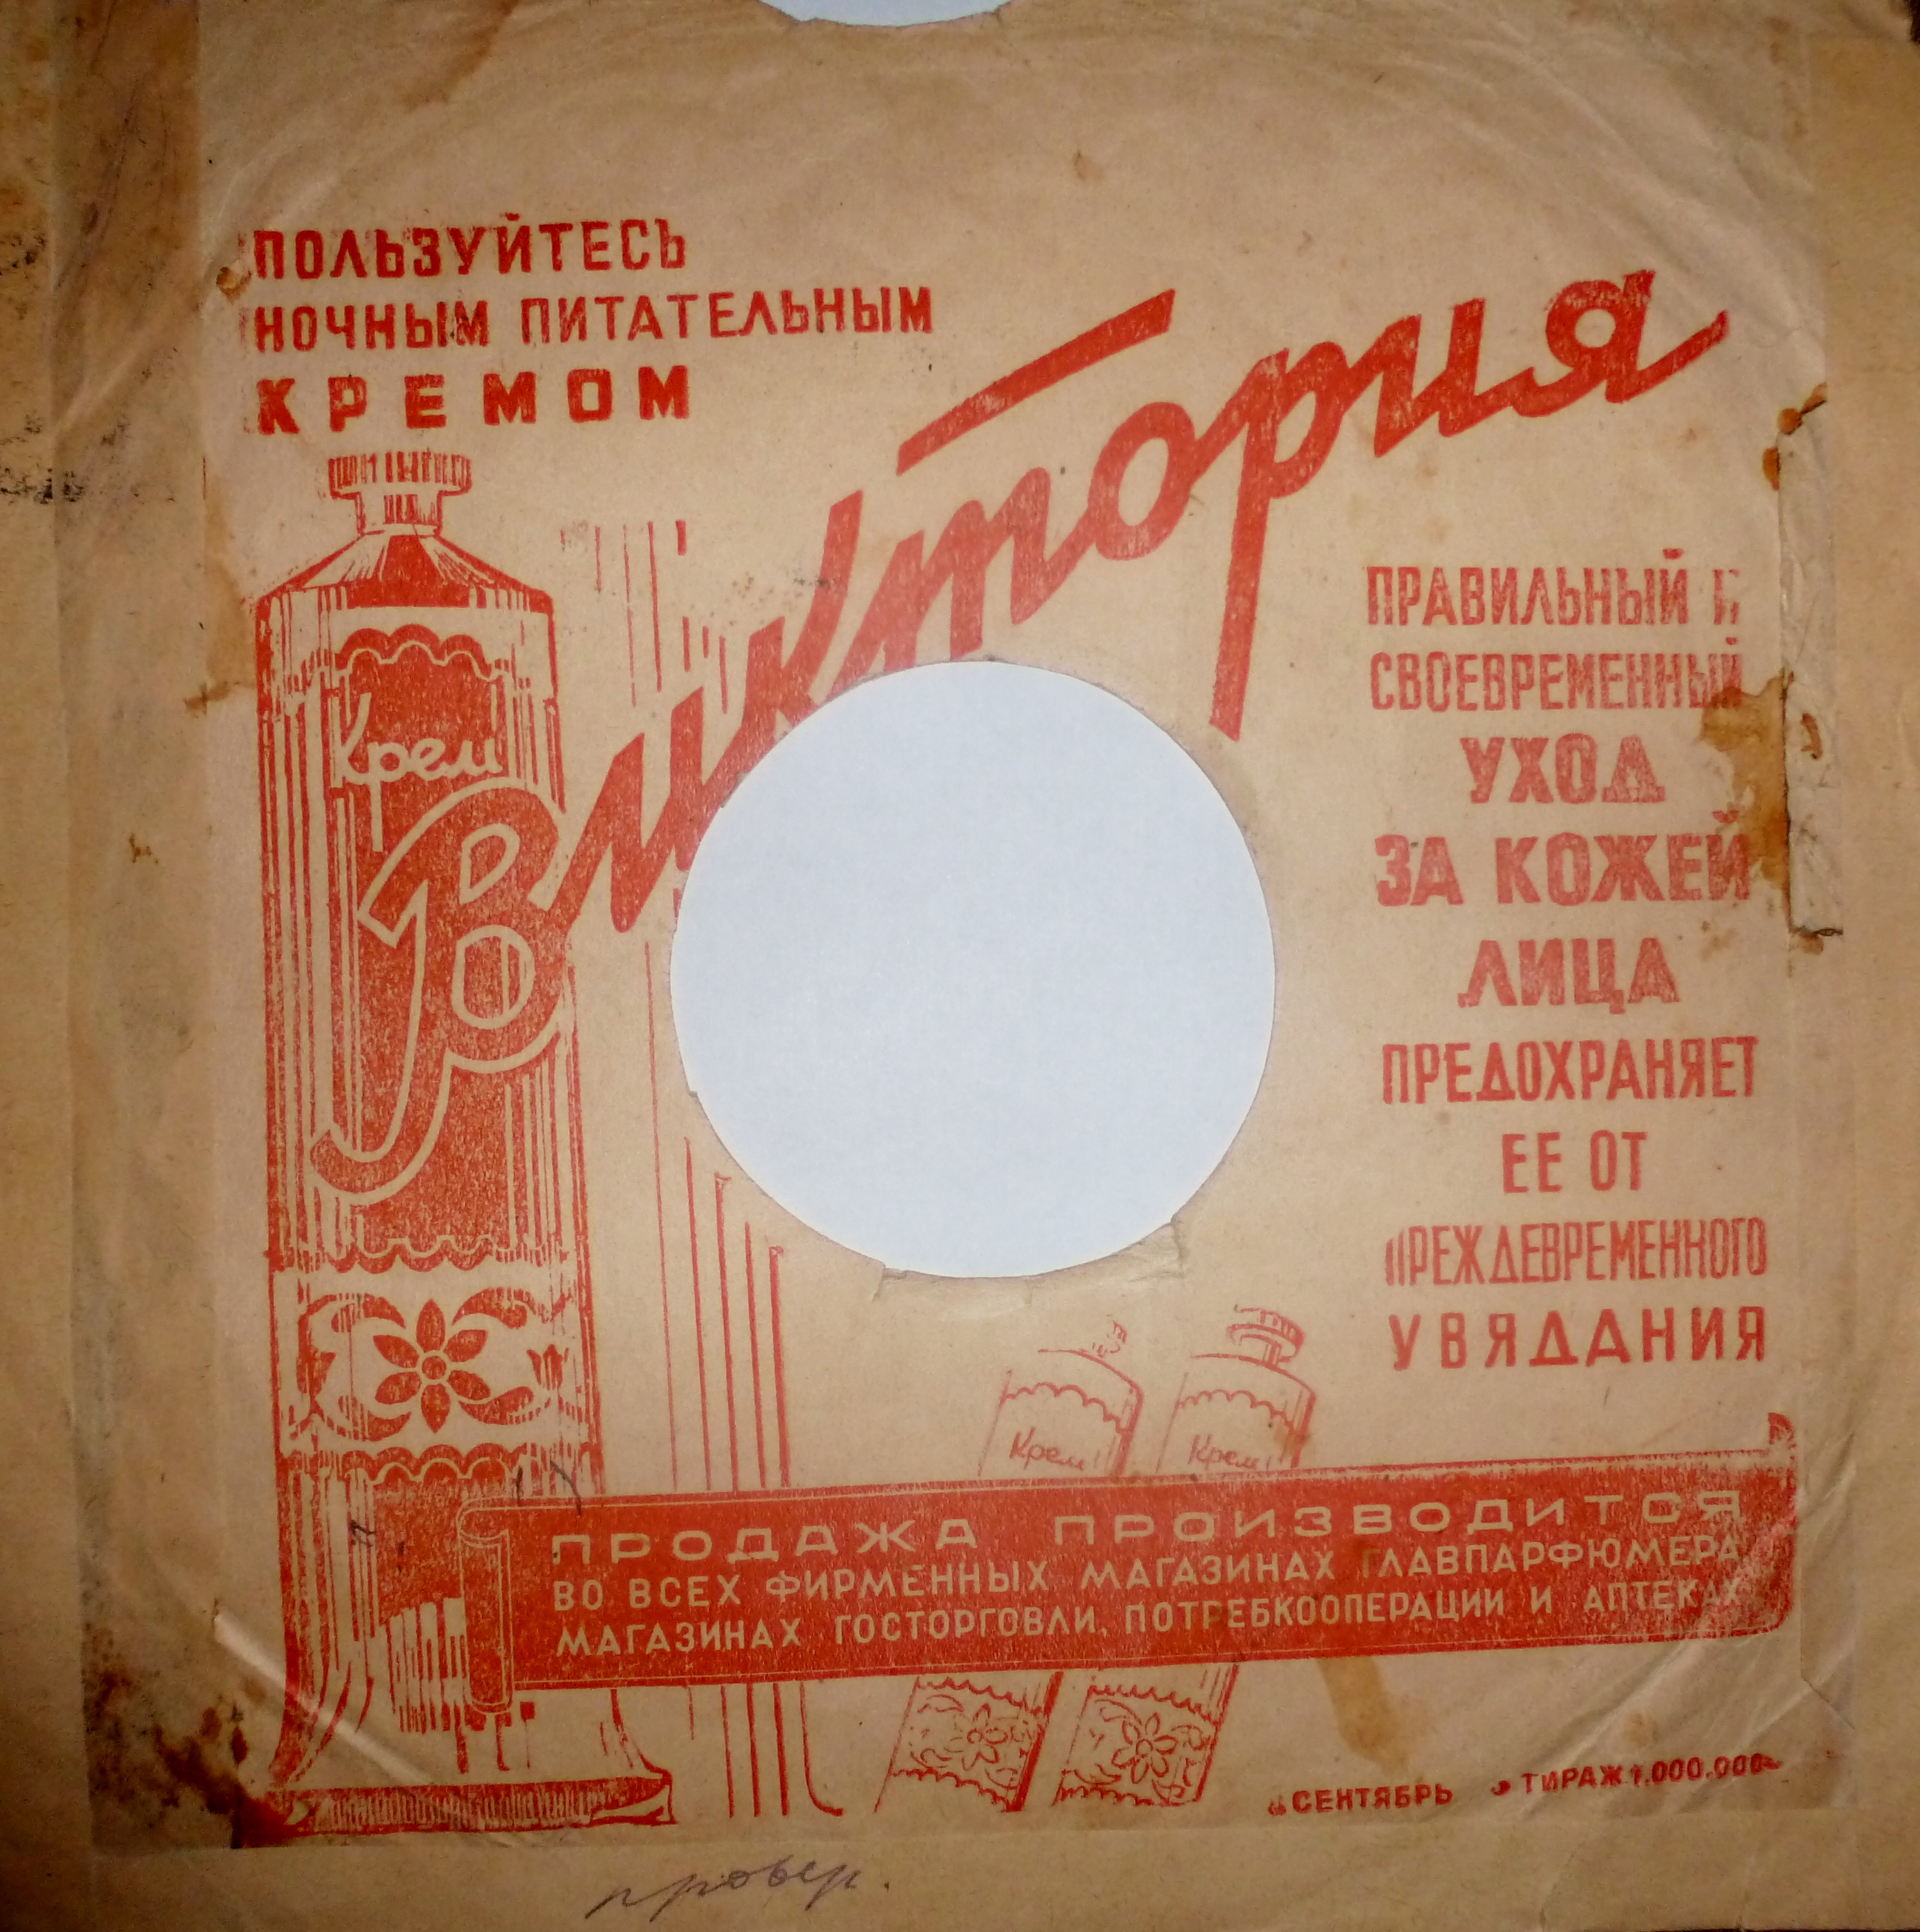 ПОЛЬЗУЙТЕСЬ
НОЧНЫМ ПИТАТЕЛЬНЫМ
КРЕМОМ
Виктория
Крем
ПРАВИЛЬНЫЙ И
СВОЕВРЕМЕННЫЙ
УХОД
ЗА КОЖЕЙ
ЛИЦА
ПРЕДОХРАНЯЕТ
ЕЕ ОТ
ПРЕЖДЕВРЕМЕННОГО
УВЯДАНИЯ
Крем
Крем
ПРОДАЖА ПРОИЗВОДИТСЯ
ВО ВСЕХ ФИРМЕННЫХ МАГАЗИНАХ ГЛАВПАРФЮМЕРА
МАГАЗИНАХ ГОСТОРГОВЛИ, ПОТРЕБКООПЕРАЦИИ И АПТЕКАХ
СЕНТЯБРЬ ТИРАЖ 1.000.000
провер.